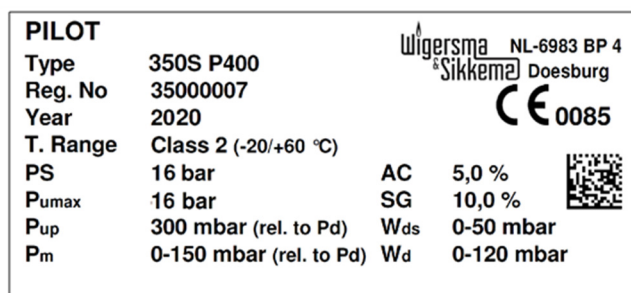 PILOT
Wigersma & Sikkema NL-6983 BP 4 Doesburg
CE 0085
Type 350S P400
Reg. No 35000007
Year 2020
T. Range Class 2 (-20/+60 °C)
PS 16 bar AC 5,0 %
Pumax 16 bar SG 10,0 %
Pup 300 mbar (rel. to Pd) Wds 0-50 mbar
Pm 0-150 mbar (rel. to Pd) Wd 0-120 mbar